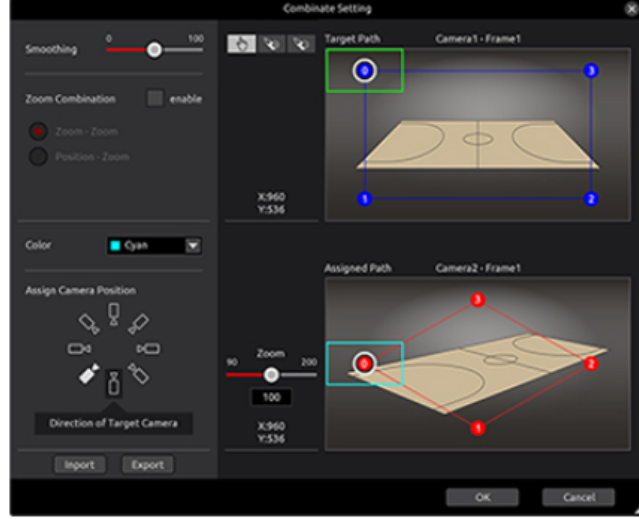 Combinate Setting
Smoothing
0
100
Zoom Combination
enable
Zoom - Zoom
Position - Zoom
Color
Cyan
Assign Camera Position
Direction of Target Camera
Import
Export
Target Path
Camera1 - Frame1
0
3
1
2
X:960
Y:536
Assigned Path
Camera2 - Frame1
3
0
2
1
90
Zoom
200
100
X:960
Y:536
OK
Cancel